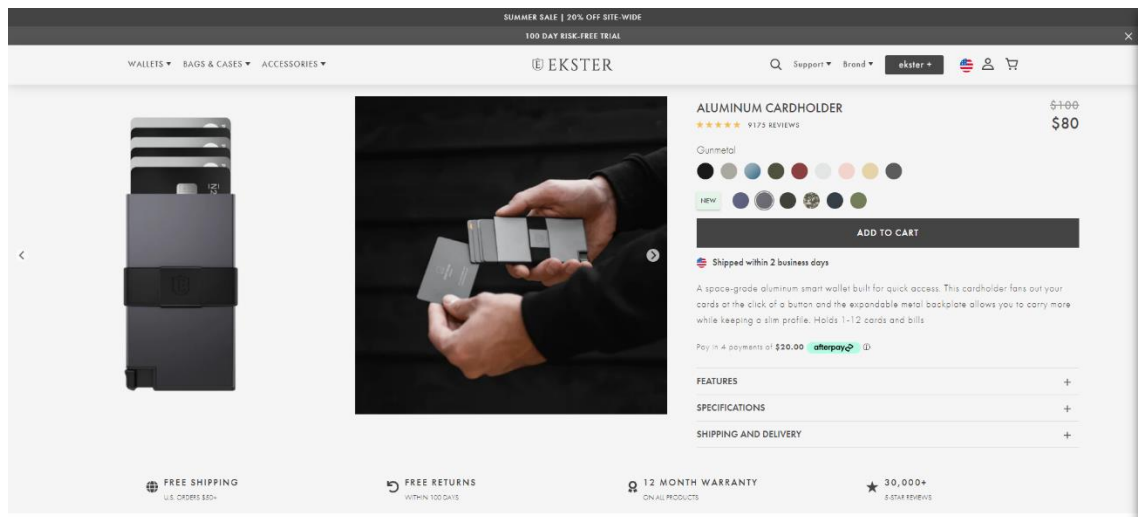 SUMMER SALE | 20% OFF SITE-WIDE
100 DAY RISK-FREE TRIAL
WALLETS BAGS & CASES ACCESSORIES
EKSTER
Support Brand ekster +
ALUMINUM CARDHOLDER
$100
9175 REVIEWS
$80
Gunmetal
NEW
ADD TO CART
Shipped within 2 business days
A space-grade aluminum smart wallet built for quick access. This cardholder fans out your
cards at the click of a button and the expandable metal backplate allows you to carry more
while keeping a slim profile. Holds 1-12 cards and bills
Pay in 4 payments of $20.00 afterpay
FEATURES +
SPECIFICATIONS +
SHIPPING AND DELIVERY +
FREE SHIPPING
U.S. ORDERS $50+
FREE RETURNS
WITHIN 100 DAYS
12 MONTH WARRANTY
ON ALL PRODUCTS
30,000+
5-STAR REVIEWS